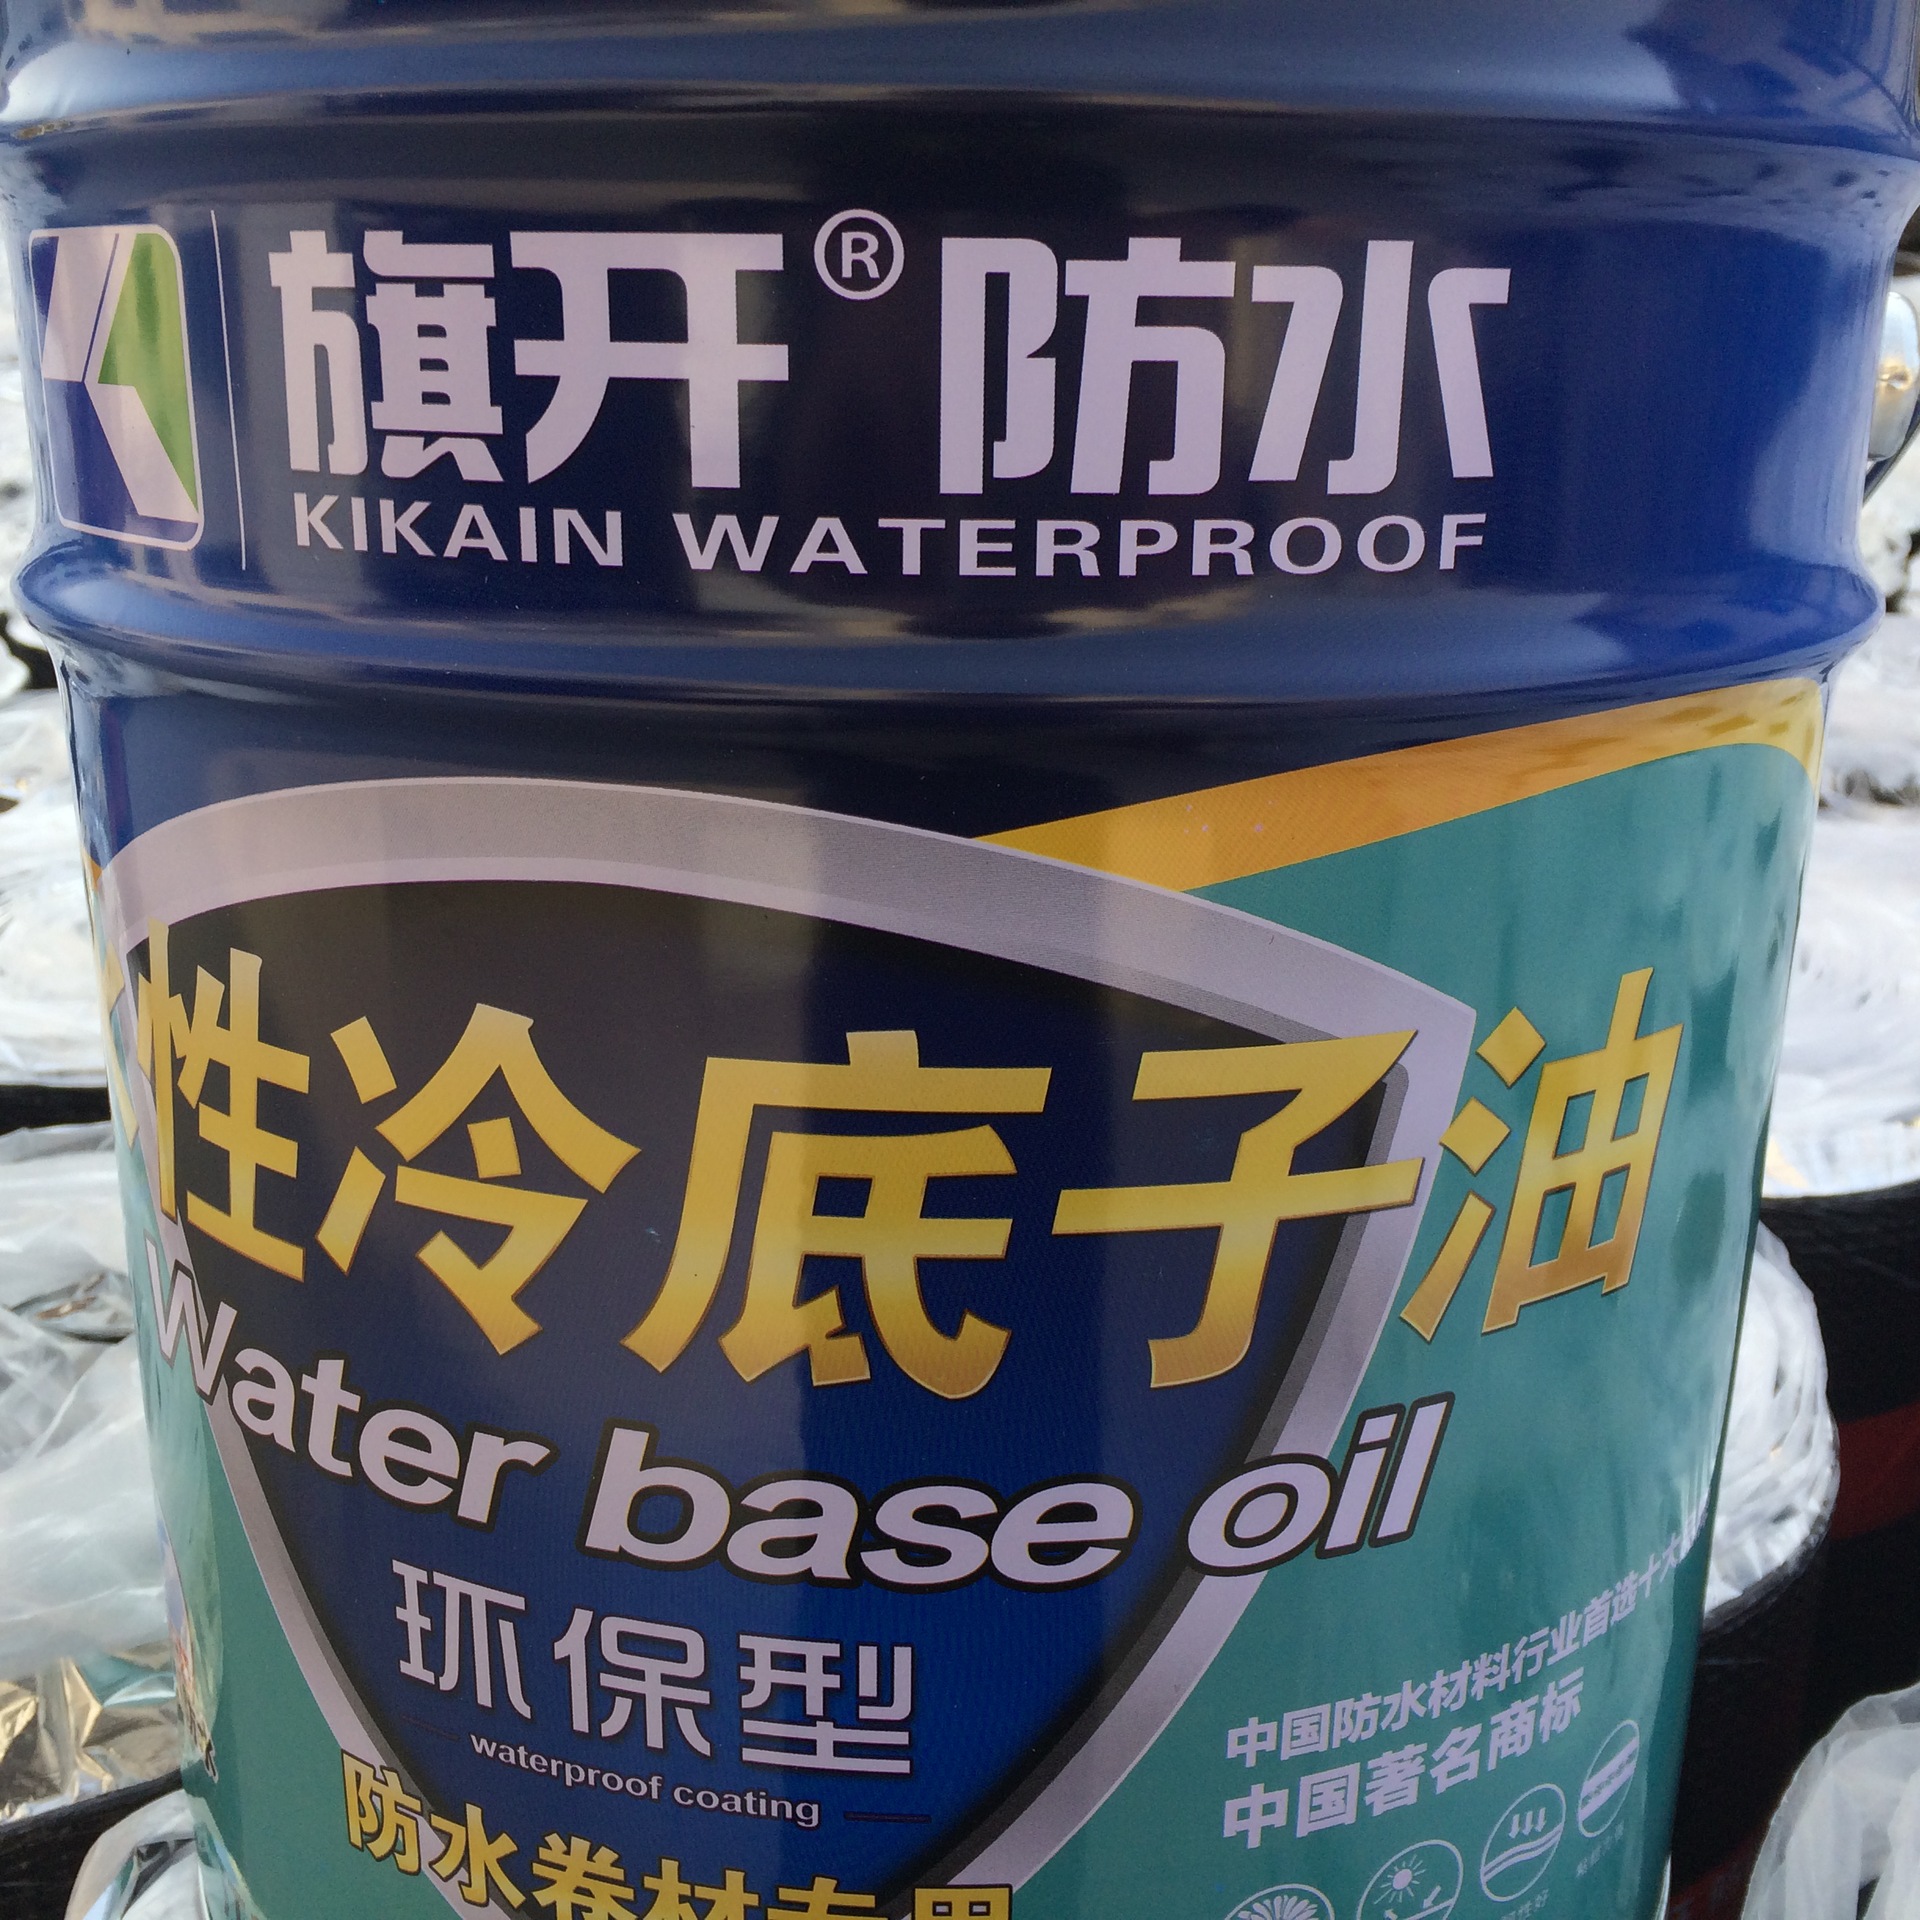 旗开® 防水
KIKAIN WATERPROOF
性冷底子油
Water base oil
环保型
waterproof coating
防水卷材专用
中国防水材料行业首选十大
中国著名商标